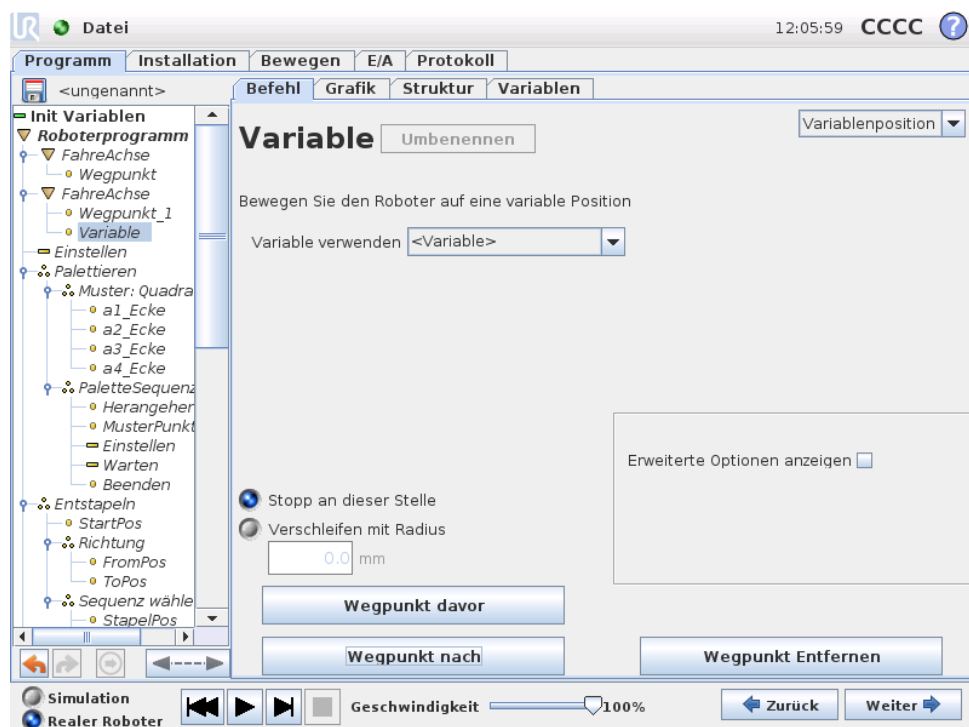 UR Datei 12:05:59 CCCC ?
Programm Installation Bewegen E/A Protokoll
<ungenannt>
Befehl Grafik Struktur Variablen
Init Variablen
Roboterprogramm
FahreAchse
Wegpunkt
FahreAchse
Wegpunkt_1
Variable
Einstellen
Palettieren
Muster: Quadra
a1_Ecke
a2_Ecke
a3_Ecke
a4_Ecke
PaletteSequenz
Herangehen
MusterPunkt
Einstellen
Warten
Beenden
Entstapeln
StartPos
Richtung
FromPos
ToPos
Sequenz wähle
StapelPos
Variable Umbenennen
Variablenposition
Bewegen Sie den Roboter auf eine variable Position
Variable verwenden <Variable>
Erweiterte Optionen anzeigen
Stopp an dieser Stelle
Verschleifen mit Radius
0.0 mm
Wegpunkt davor
Wegpunkt nach
Wegpunkt Entfernen
Simulation
Realer Roboter
Geschwindigkeit 100%
Zurück
Weiter